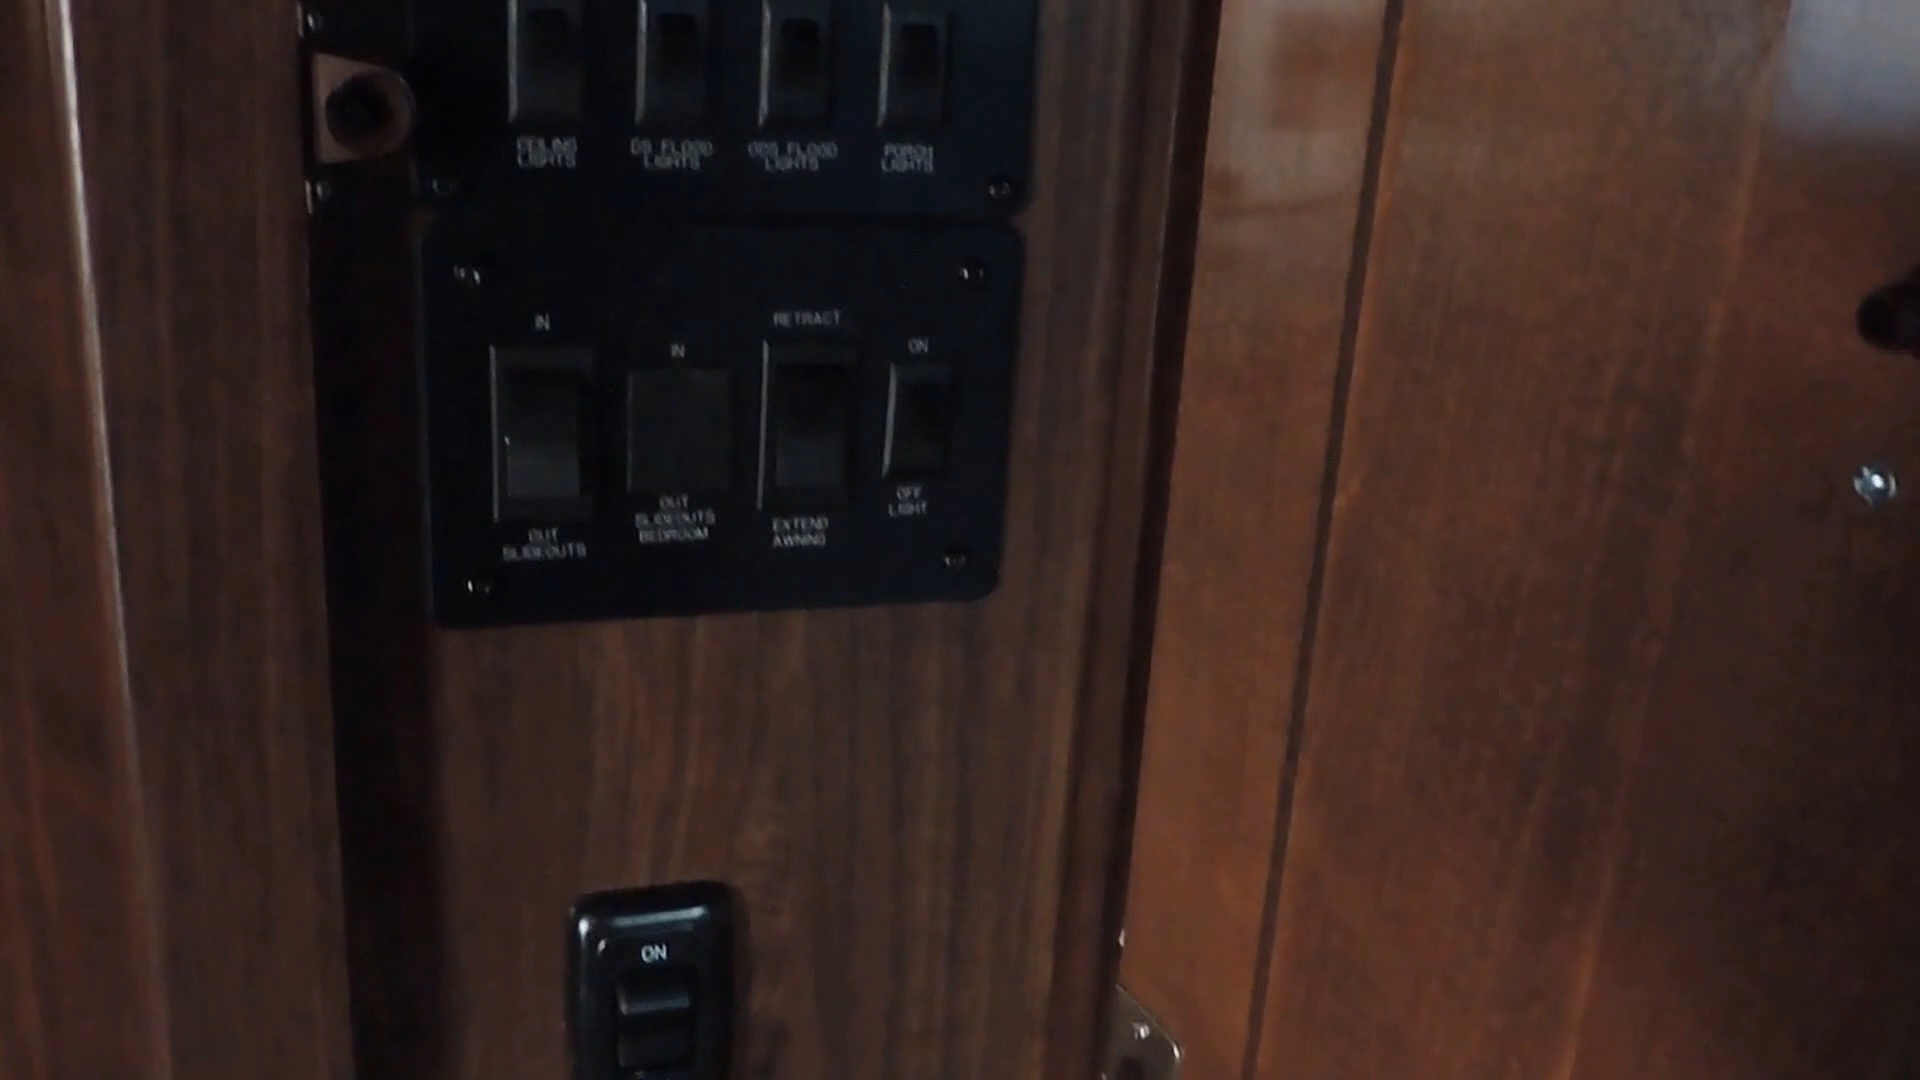 CEILING DS FLOOD ODS FLOOD PORCH
LIGHTS LIGHTS LIGHTS LIGHTS
IN IN RETRACT ON
OUT OUT EXTEND OFF
SLIDEOUTS SLIDEOUTS AWNING LIGHT
BEDROOM
ON